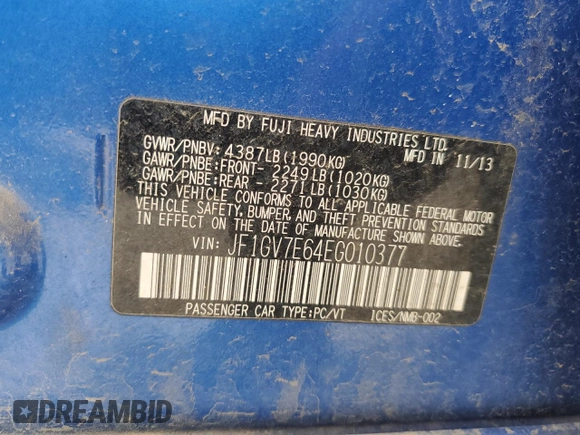 MFD BY FUJI HEAVY INDUSTRIES LTD.
GVWR/PNBV: 4387LB(1990KG) MFD IN 11/13
GAWR/PNBE:FRONT- 2249LB(1020KG)
GAWR/PNBE:REAR - 2271LB(1030KG)
THIS VEHICLE CONFORMS TO ALL APPLICABLE FEDERAL MOTOR
VEHICLE SAFETY, BUMPER, AND THEFT PREVENTION STANDARDS
IN EFFECT ON THE DATE OF MANUFACTURE SHOWN ABOVE.
VIN: JF1GV7E64EG010377
PASSENGER CAR TYPE:PC/VT ICES/NMB-002
DREAMBID